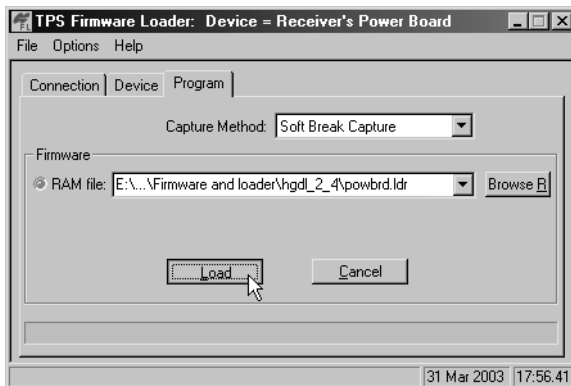 FL TPS Firmware Loader: Device = Receiver's Power Board
File Options Help
Connection Device Program
Capture Method: Soft Break Capture
Firmware
RAM file: E:\...\Firmware and loader\hgdl_2_4\powbrd.ldr Browse R
Load Cancel
31 Mar 2003 17:56.41